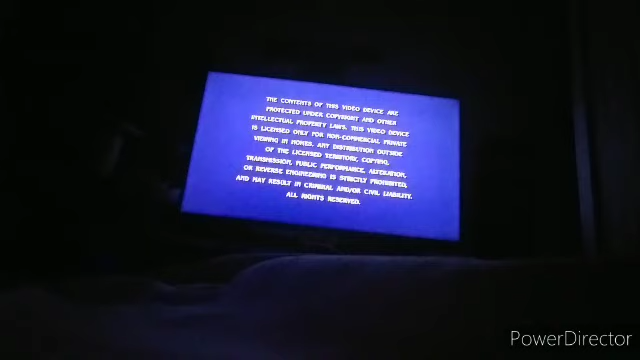 THE CONTENTS OF THIS VIDEO DEVICE ARE
PROTECTED UNDER COPYRIGHT AND OTHER
INTELLECTUAL PROPERTY LAWS. THIS VIDEO DEVICE
IS LICENSED ONLY FOR NON-COMMERCIAL PRIVATE
VIEWING IN HOMES. ANY DISTRIBUTION OUTSIDE
OF THE LICENSED TERRITORY, COPYING,
TRANSMISSION, PUBLIC PERFORMANCE, ALTERATION,
OR REVERSE ENGINEERING IS STRICTLY PROHIBITED,
AND MAY RESULT IN CRIMINAL AND/OR CIVIL LIABILITY.
ALL RIGHTS RESERVED.
PowerDirector